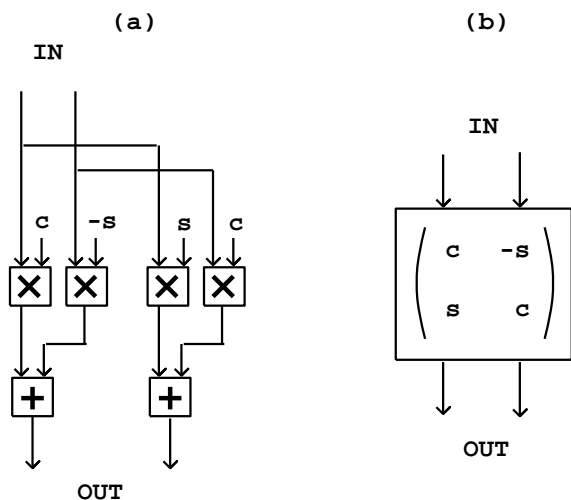 (a) (b)
IN
IN
c -s s c
× × × ×
c -s
s c
+ +
OUT
OUT